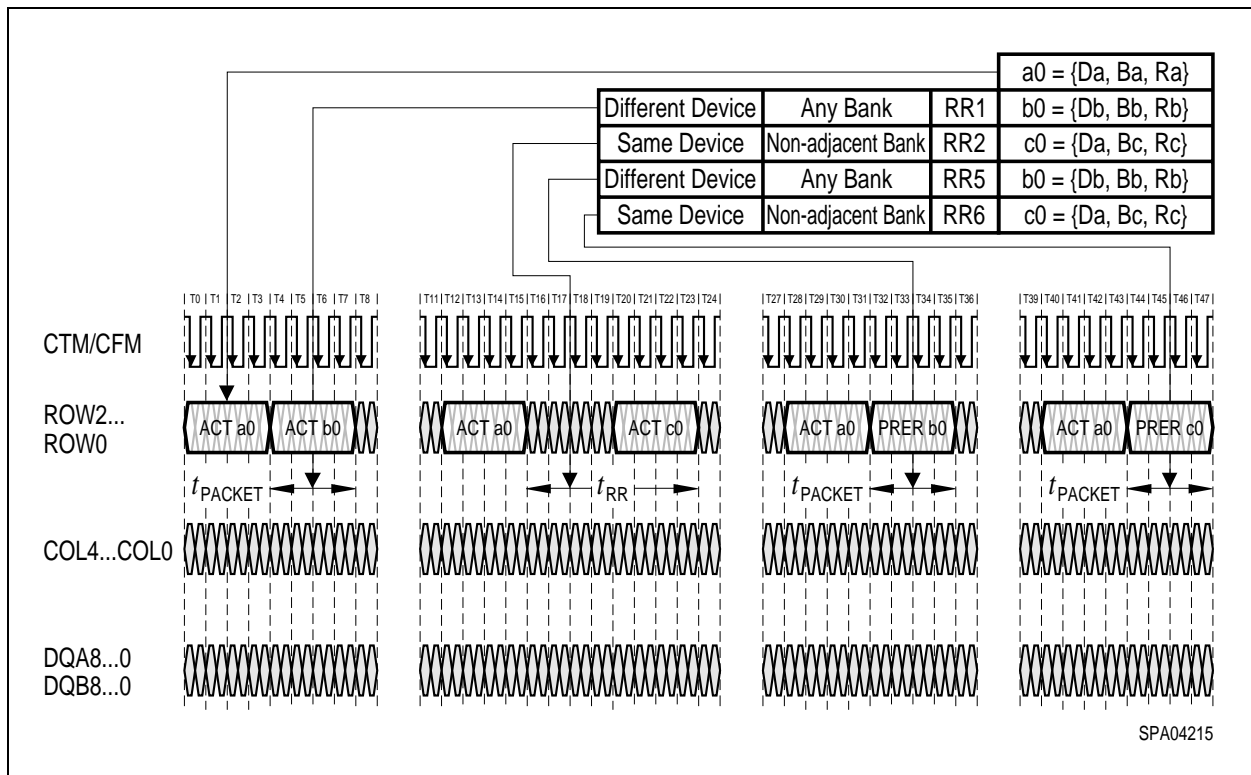 a0 = {Da, Ba, Ra}
Different Device Any Bank RR1 b0 = {Db, Bb, Rb}
Same Device Non-adjacent Bank RR2 c0 = {Da, Bc, Rc}
Different Device Any Bank RR5 b0 = {Db, Bb, Rb}
Same Device Non-adjacent Bank RR6 c0 = {Da, Bc, Rc}
T0 T1 T2 T3 T4 T5 T6 T7 T8 T11 T12 T13 T14 T15 T16 T17 T18 T19 T20 T21 T22 T23 T24 T27 T28 T29 T30 T31 T32 T33 T34 T35 T36 T39 T40 T41 T42 T43 T44 T45 T46 T47
CTM/CFM
ROW2...
ROW0
ACT a0 ACT b0 ACT a0 ACT c0 ACT a0 PRER b0 ACT a0 PRER c0
tPACKET tRR tPACKET tPACKET
COL4...COL0
DQA8...0
DQB8...0
SPA04215